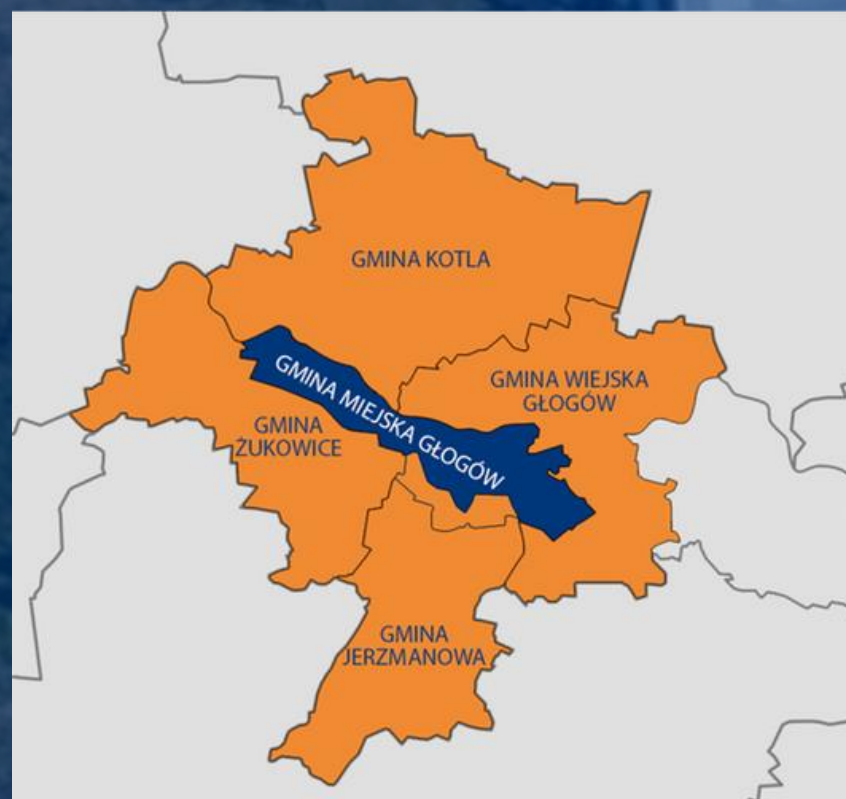 GMINA KOTLA
GMINA WIEJSKA
GŁOGÓW
GMINA MIEJSKA GŁOGÓW
GMINA
ŻUKOWICE
GMINA
JERZMANOWA